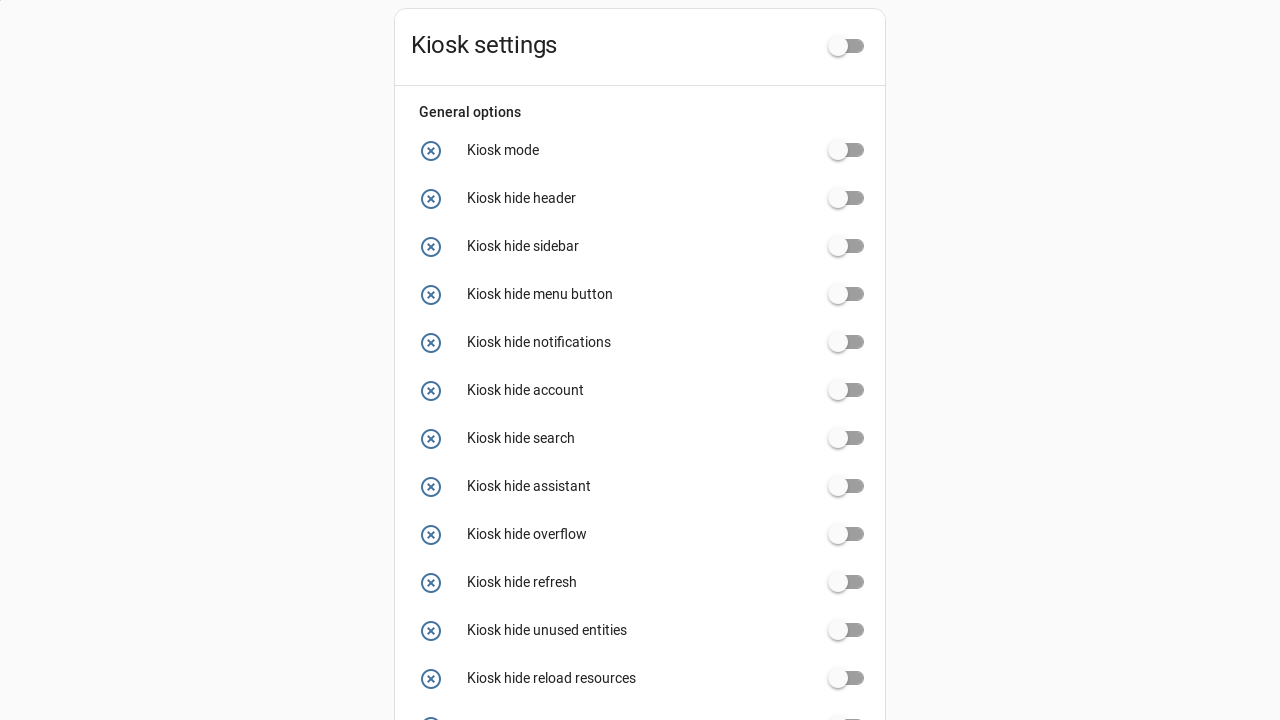 Kiosk settings
General options
Kiosk mode
Kiosk hide header
Kiosk hide sidebar
Kiosk hide menu button
Kiosk hide notifications
Kiosk hide account
Kiosk hide search
Kiosk hide assistant
Kiosk hide overflow
Kiosk hide refresh
Kiosk hide unused entities
Kiosk hide reload resources